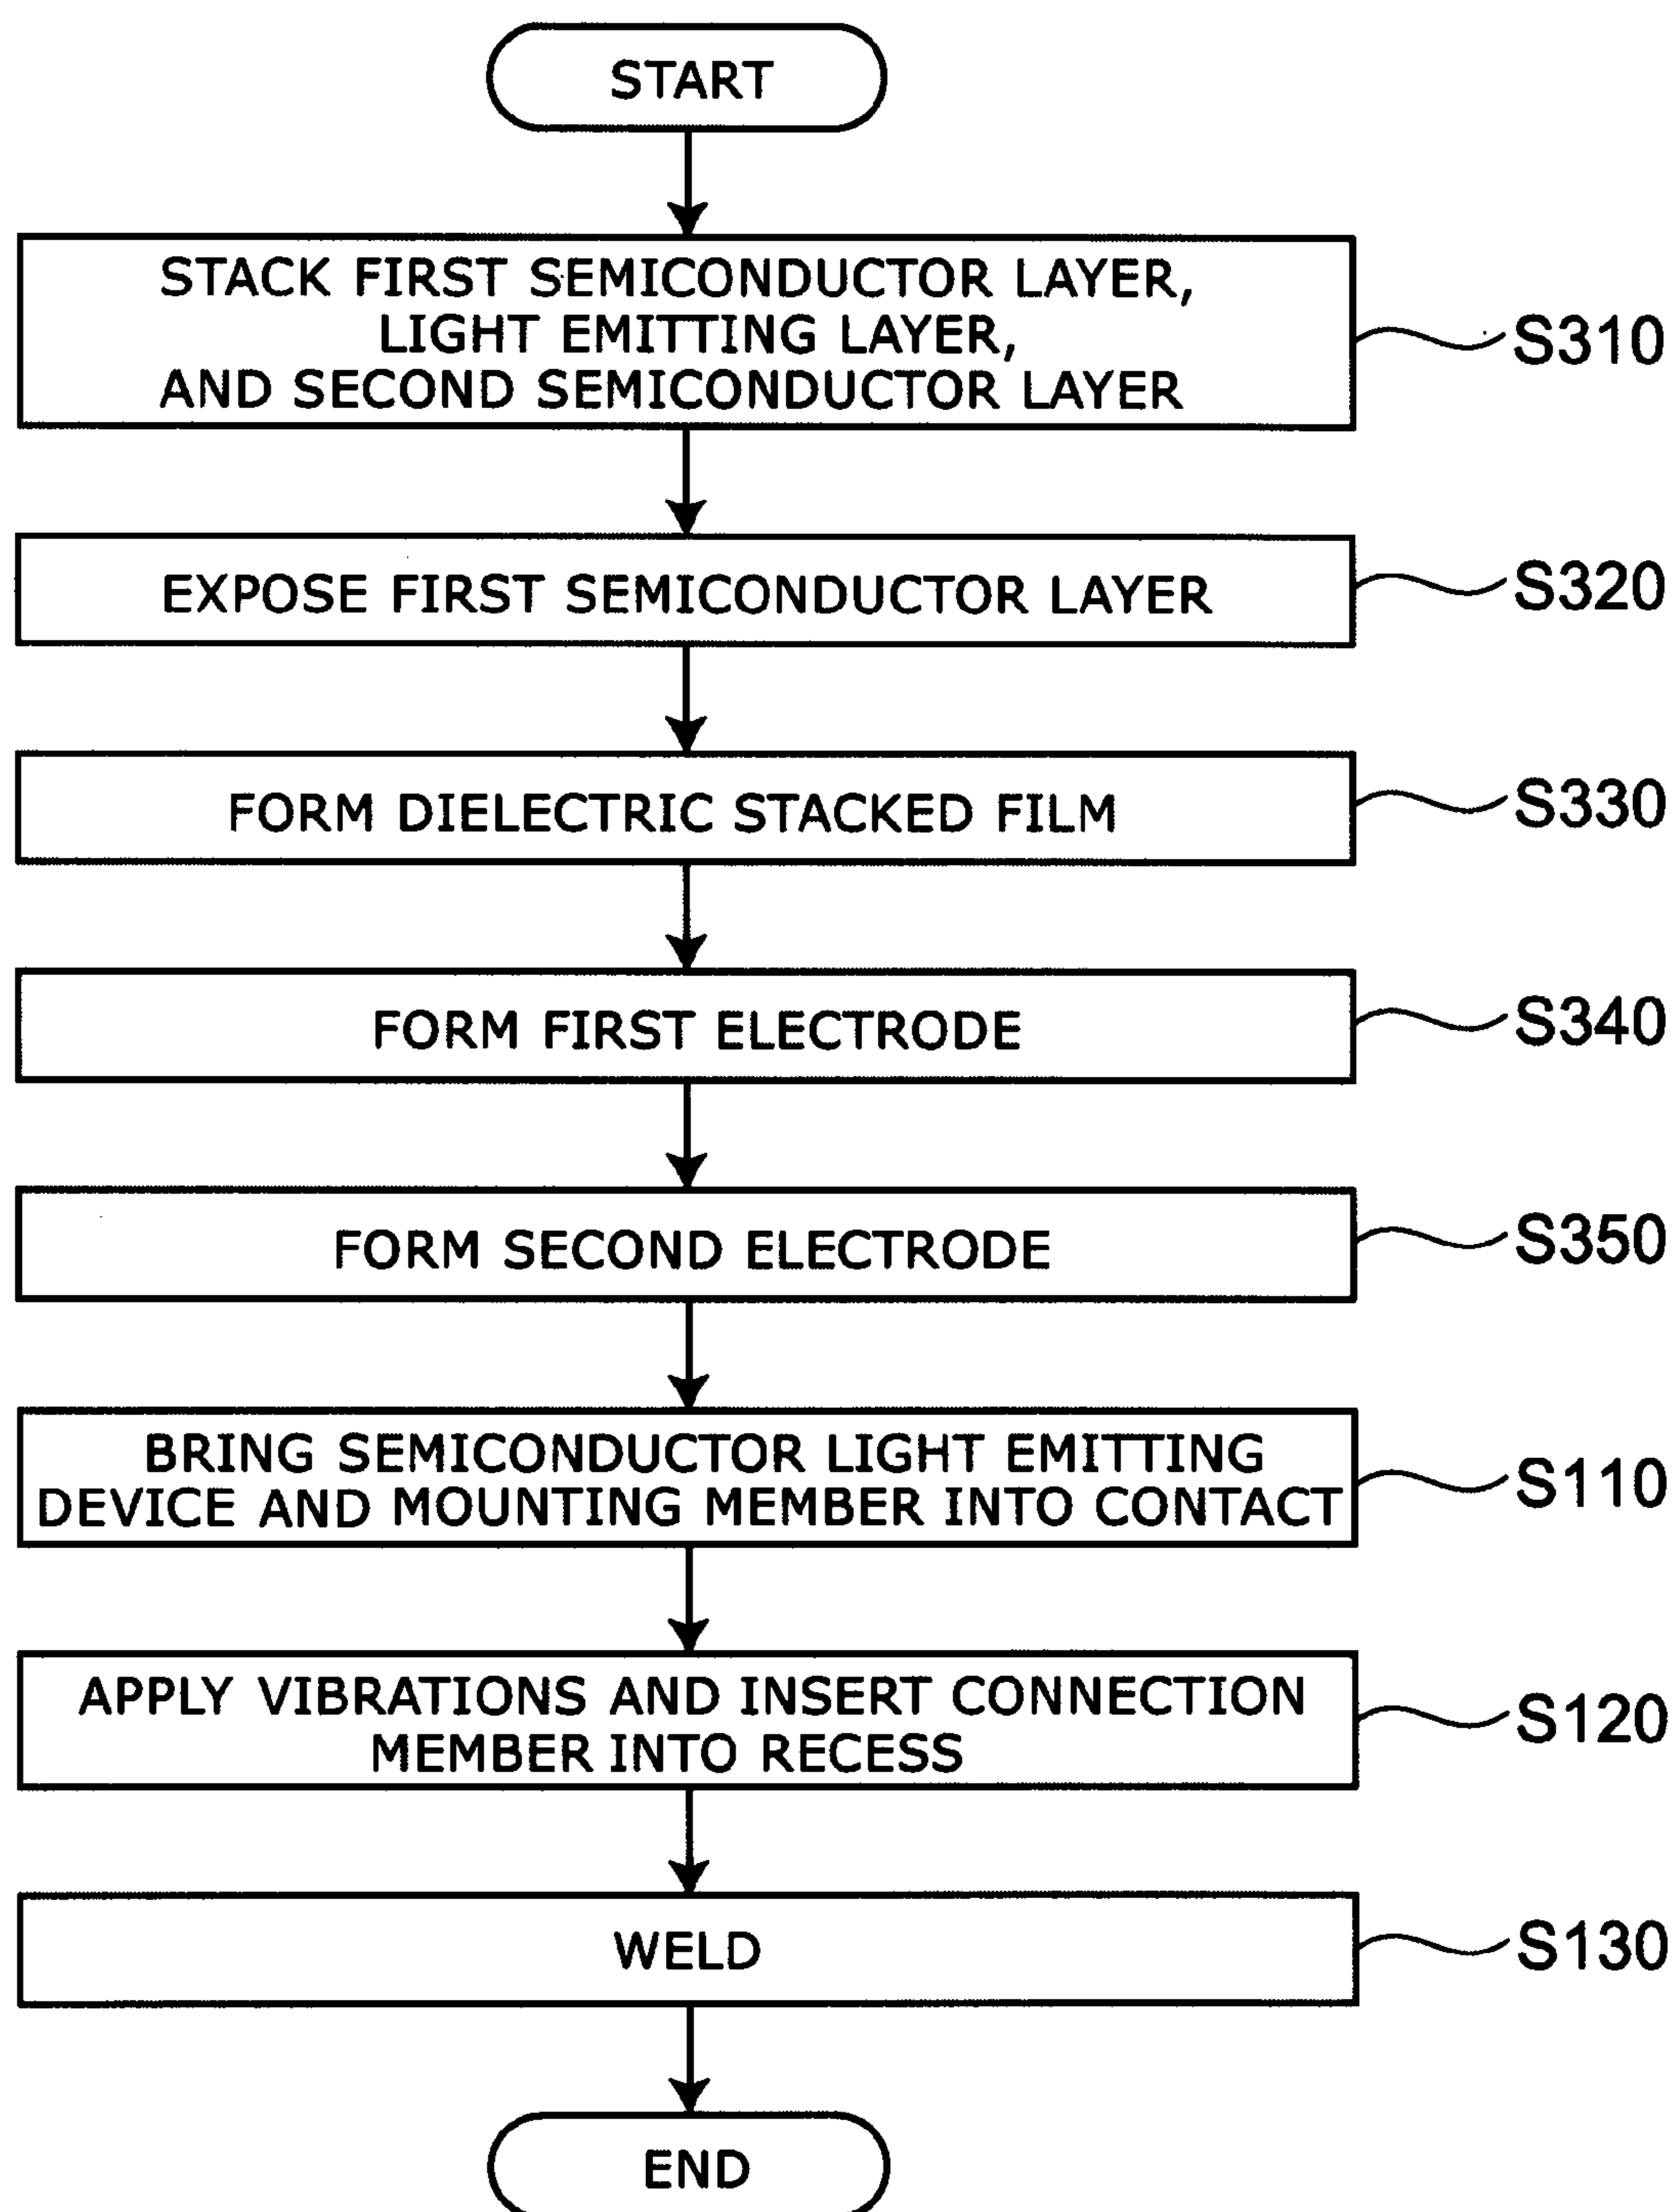 START
STACK FIRST SEMICONDUCTOR LAYER,
LIGHT EMITTING LAYER,
AND SECOND SEMICONDUCTOR LAYER
S310
EXPOSE FIRST SEMICONDUCTOR LAYER
S320
FORM DIELECTRIC STACKED FILM
S330
FORM FIRST ELECTRODE
S340
FORM SECOND ELECTRODE
S350
BRING SEMICONDUCTOR LIGHT EMITTING
DEVICE AND MOUNTING MEMBER INTO CONTACT
S110
APPLY VIBRATIONS AND INSERT CONNECTION
MEMBER INTO RECESS
S120
WELD
S130
END